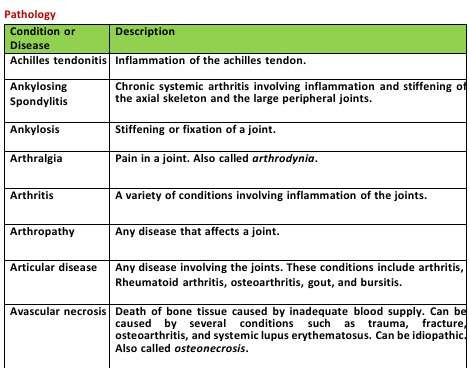 Pathology
Condition or Description
Disease
Achilles tendonitis Inflammation of the achilles tendon.
Ankylosing Chronic systemic arthritis involving inflammation and stiffening of
Spondylitis the axial skeleton and the large peripheral joints.
Ankylosis Stiffening or fixation of a joint.
Arthralgia Pain in a joint. Also called arthrodynia.
Arthritis A variety of conditions involving inflammation of the joints.
Arthropathy Any disease that affects a joint.
Articular disease Any disease involving the joints. These conditions include arthritis,
Rheumatoid arthritis, osteoarthritis, gout, and bursitis.
Avascular necrosis Death of bone tissue caused by inadequate blood supply. Can be
caused by several conditions such as trauma, fracture,
osteoarthritis, and systemic lupus erythematosus. Can be idiopathic.
Also called osteonecrosis.